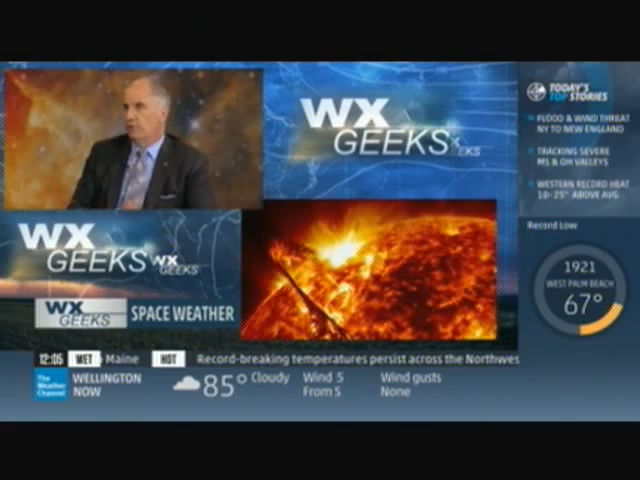 WX
GEEKS
EKS
WX
GEEKS
WX
GEEKS
WX
GEEKS
SPACE WEATHER
TODAY'S
TOP STORIES
FLOOD & WIND THREAT
NY TO NEW ENGLAND
TRACKING SEVERE
MS & OH VALLEYS
WESTERN RECORD HEAT
10-25° ABOVE AVG
Record Low
1921
WEST PALM BEACH
67°
12:05 WET Maine HOT Record-breaking temperatures persist across the Northwes
The
Weather
Channel
WELLINGTON
NOW
85° Cloudy
Wind 5
From S
Wind gusts
None